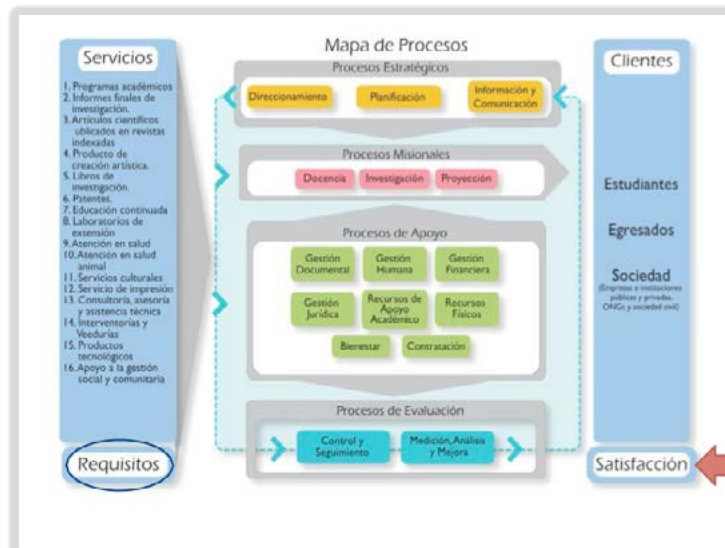 Servicios
1. Programas académicos
2. Informes finales de
investigación.
3. Artículos científicos
ublicados en revistas
indexadas
4. Producto de
creación artística.
5. Libros de
investigación.
6. Patentes.
7. Educación continuada
8. Laboratorios de
extensión
9. Atención en salud
10. Atención en salud
animal
11. Servicios culturales
12. Servicio de impresión
13. Consultoría, asesoría
y asistencia técnica
14. Interventorías y
Veedurías
15. Productos
tecnológicos
16. Apoyo a la gestión
social y comunitaria
Requisitos
Mapa de Procesos
Procesos Estratégicos
Direccionamiento
Planificación
Información y
Comunicación
Procesos Misionales
Docencia
Investigación
Proyección
Procesos de Apoyo
Gestión
Documental
Gestión
Humana
Gestión
Financiera
Gestión
Jurídica
Recursos de
Apoyo
Académico
Recursos
Físicos
Bienestar
Contratación
Procesos de Evaluación
Control y
Seguimiento
Medición, Análisis
y Mejora
Clientes
Estudiantes
Egresados
Sociedad
(Empresas e instituciones
públicas y privadas,
ONGs y sociedad civil)
Satisfacción